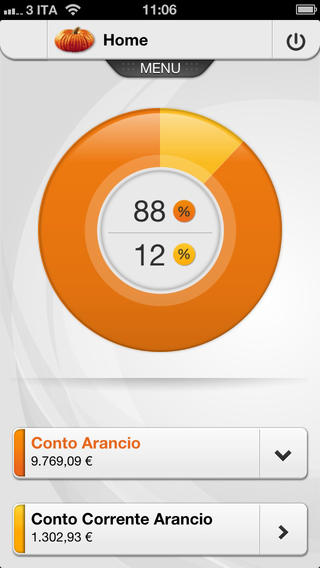 3 ITA 11:06
Home
MENU
88 %
12 %
Conto Arancio
9.769,09 €
Conto Corrente Arancio
1.302,93 €